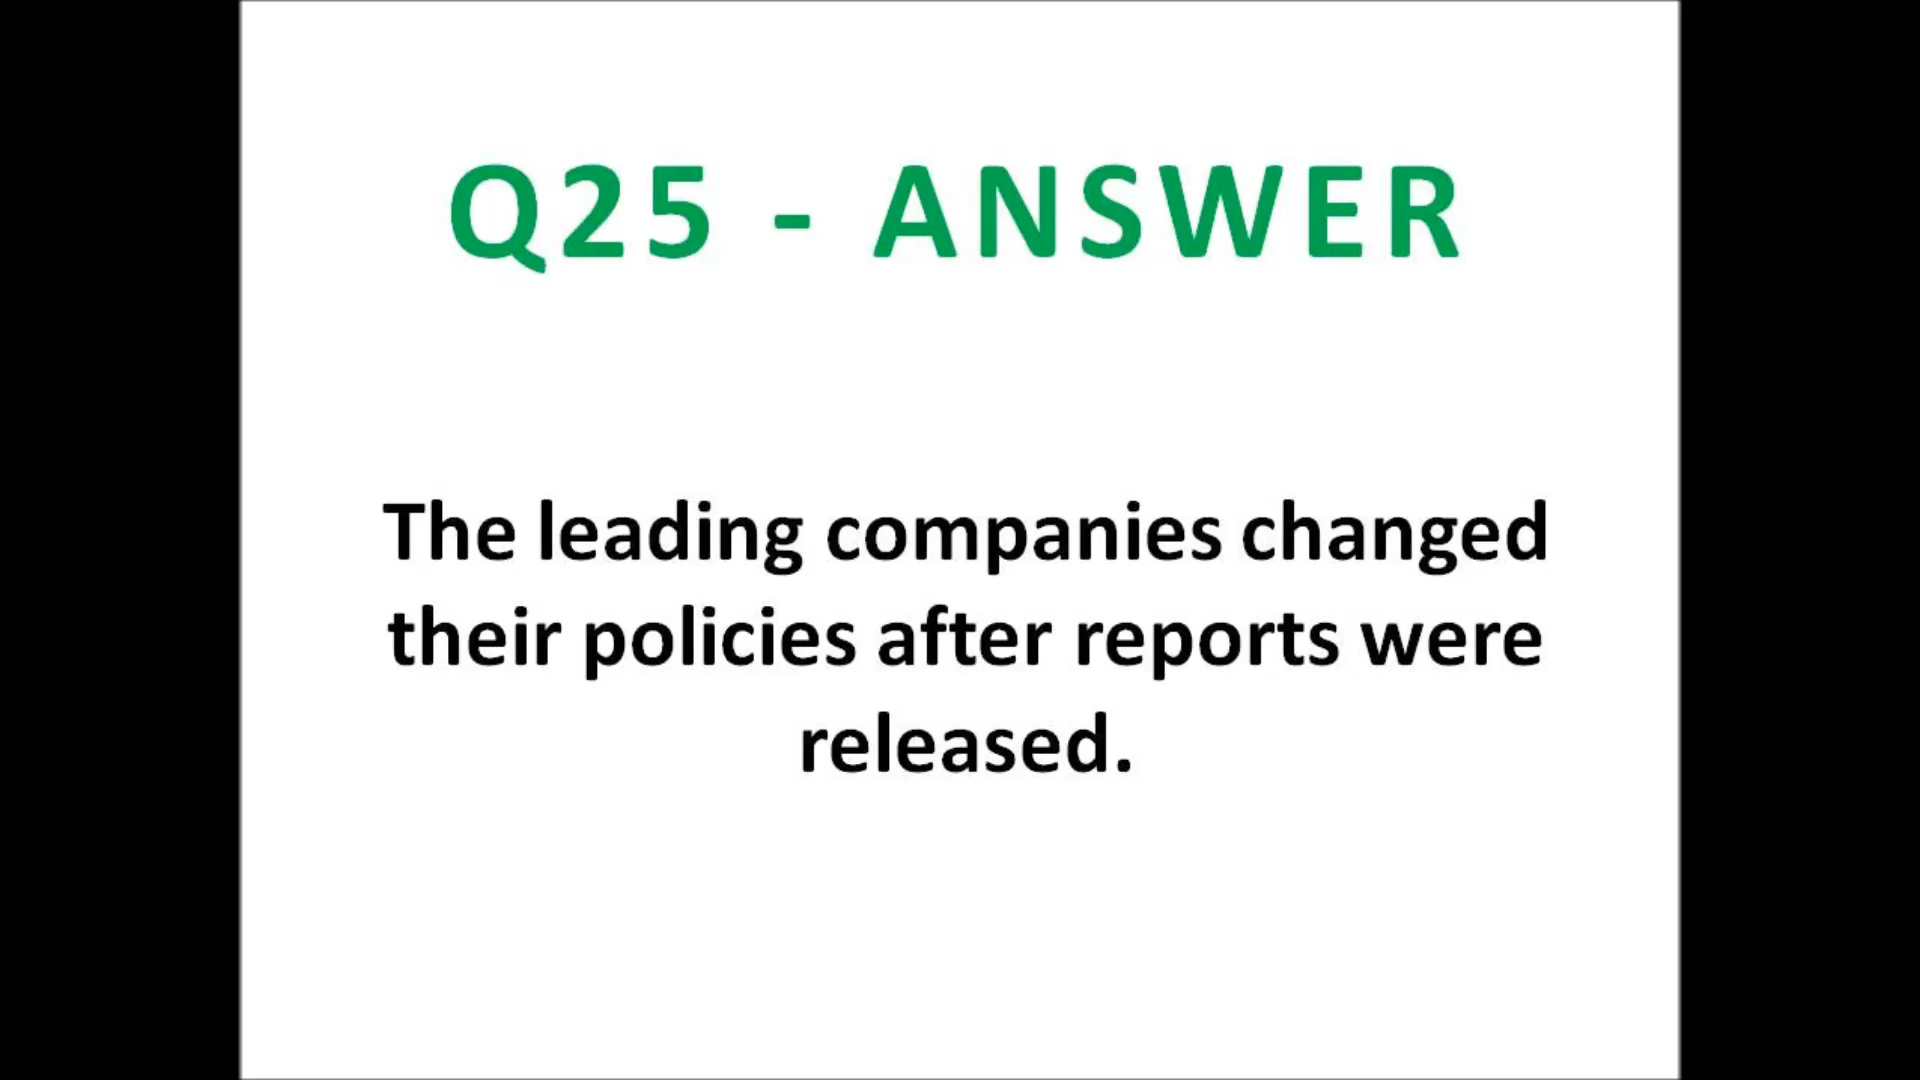 Q25 - ANSWER
The leading companies changed
their policies after reports were
released.